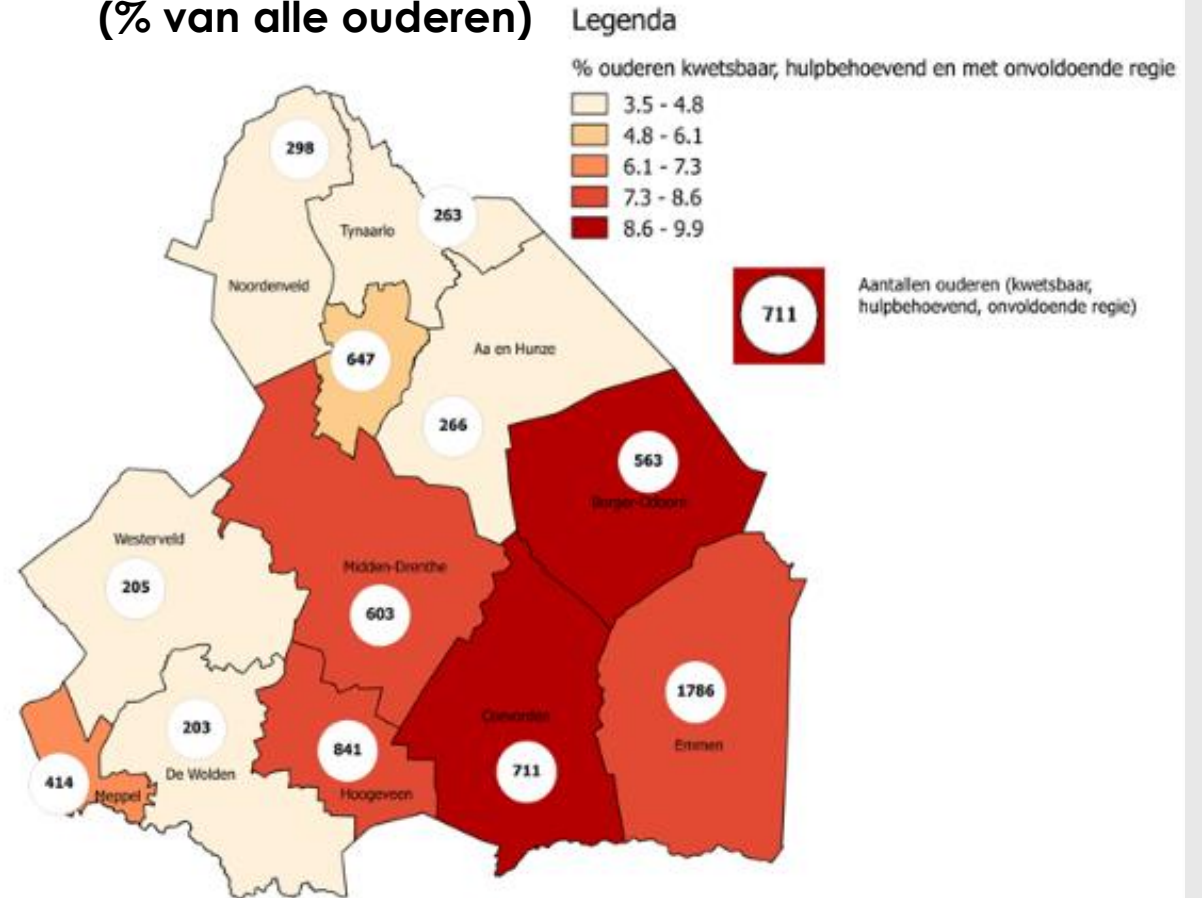 (% van alle ouderen)
Legenda
% ouderen kwetsbaar, hulpbehoevend en met onvoldoende regie
3.5 - 4.8
4.8 - 6.1
6.1 - 7.3
7.3 - 8.6
8.6 - 9.9
711
Aantallen ouderen (kwetsbaar,
hulpbehoevend, onvoldoende regie)
298
263
Tynaarlo
Noordenveld
647
Aa en Hunze
266
563
Borger-Odoorn
Westerveld
205
Midden-Drenthe
603
1786
Emmen
203
De Wolden
841
Hoogeveen
Coevorden
711
414
Meppel